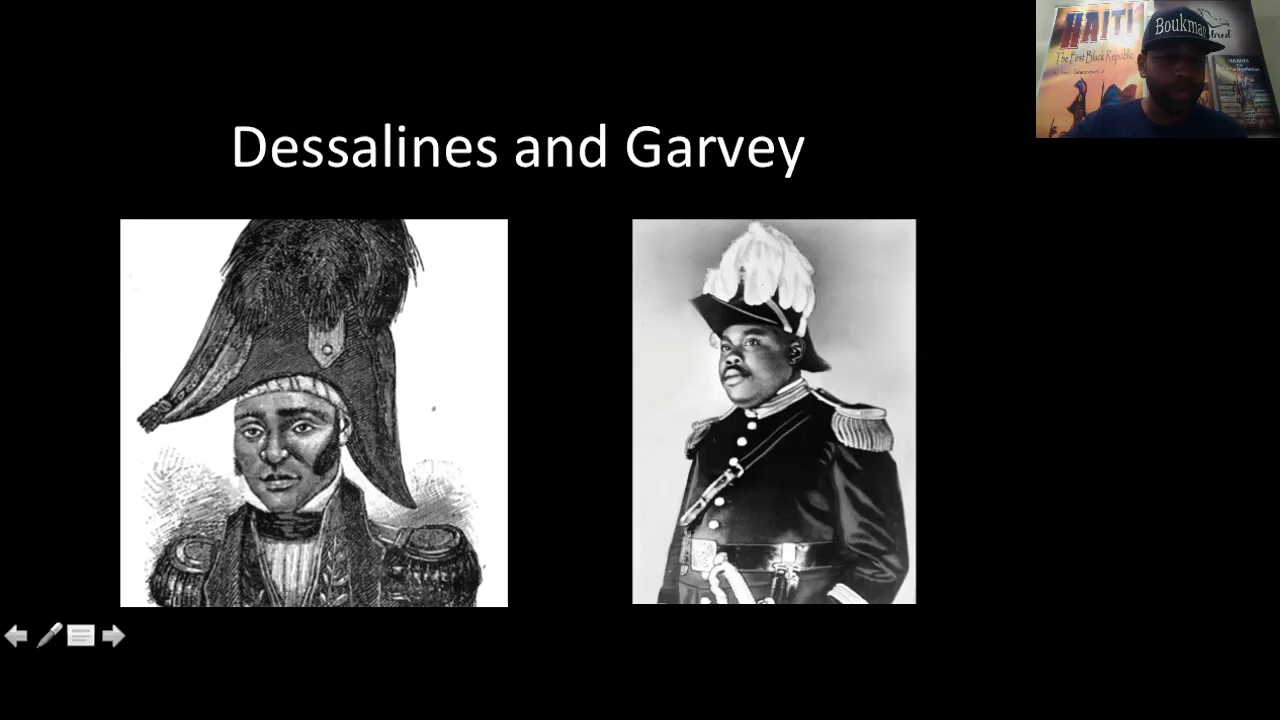 Dessalines and Garvey
HAITI
The First Black Republic
Boukman